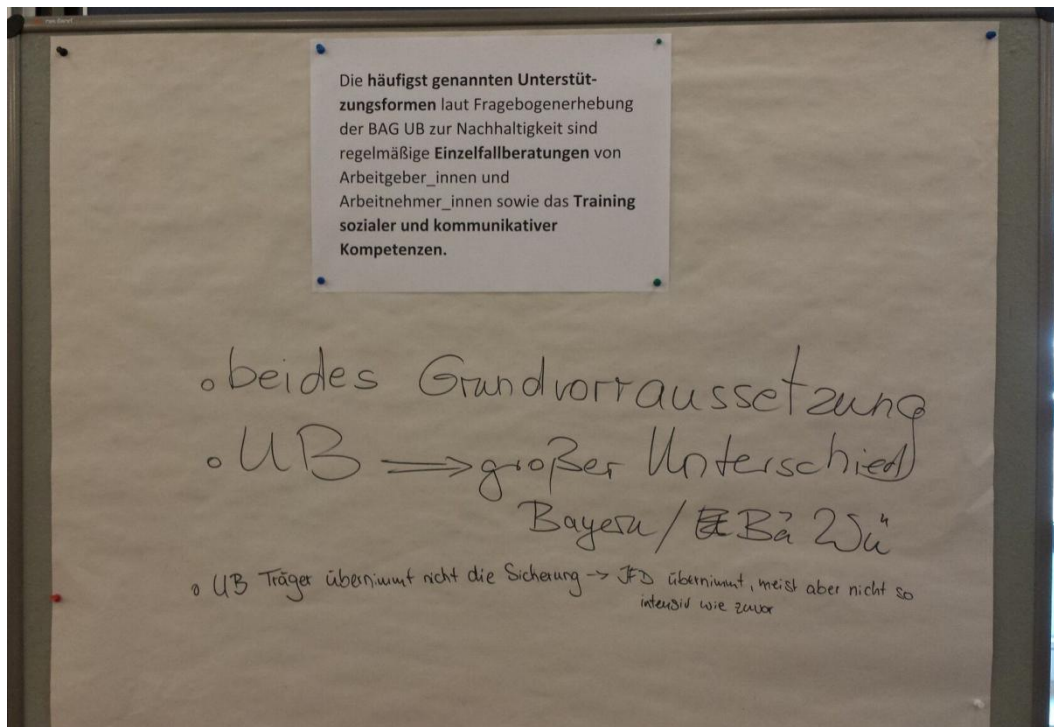 Die häufigst genannten Unterstüt-
zungsformen laut Fragebogenerhebung
der BAG UB zur Nachhaltigkeit sind
regelmäßige Einzelfallberatungen von
Arbeitgeber_innen und
Arbeitnehmer_innen sowie das Training
sozialer und kommunikativer
Kompetenzen.
beides Grundvorraussetzung
UB => großer Unterschied
Bayern / Bä Wü
UB Träger übernimmt nicht die Sicherung -> IFD übernimmt, meist aber nicht so
intensiv wie zuvor